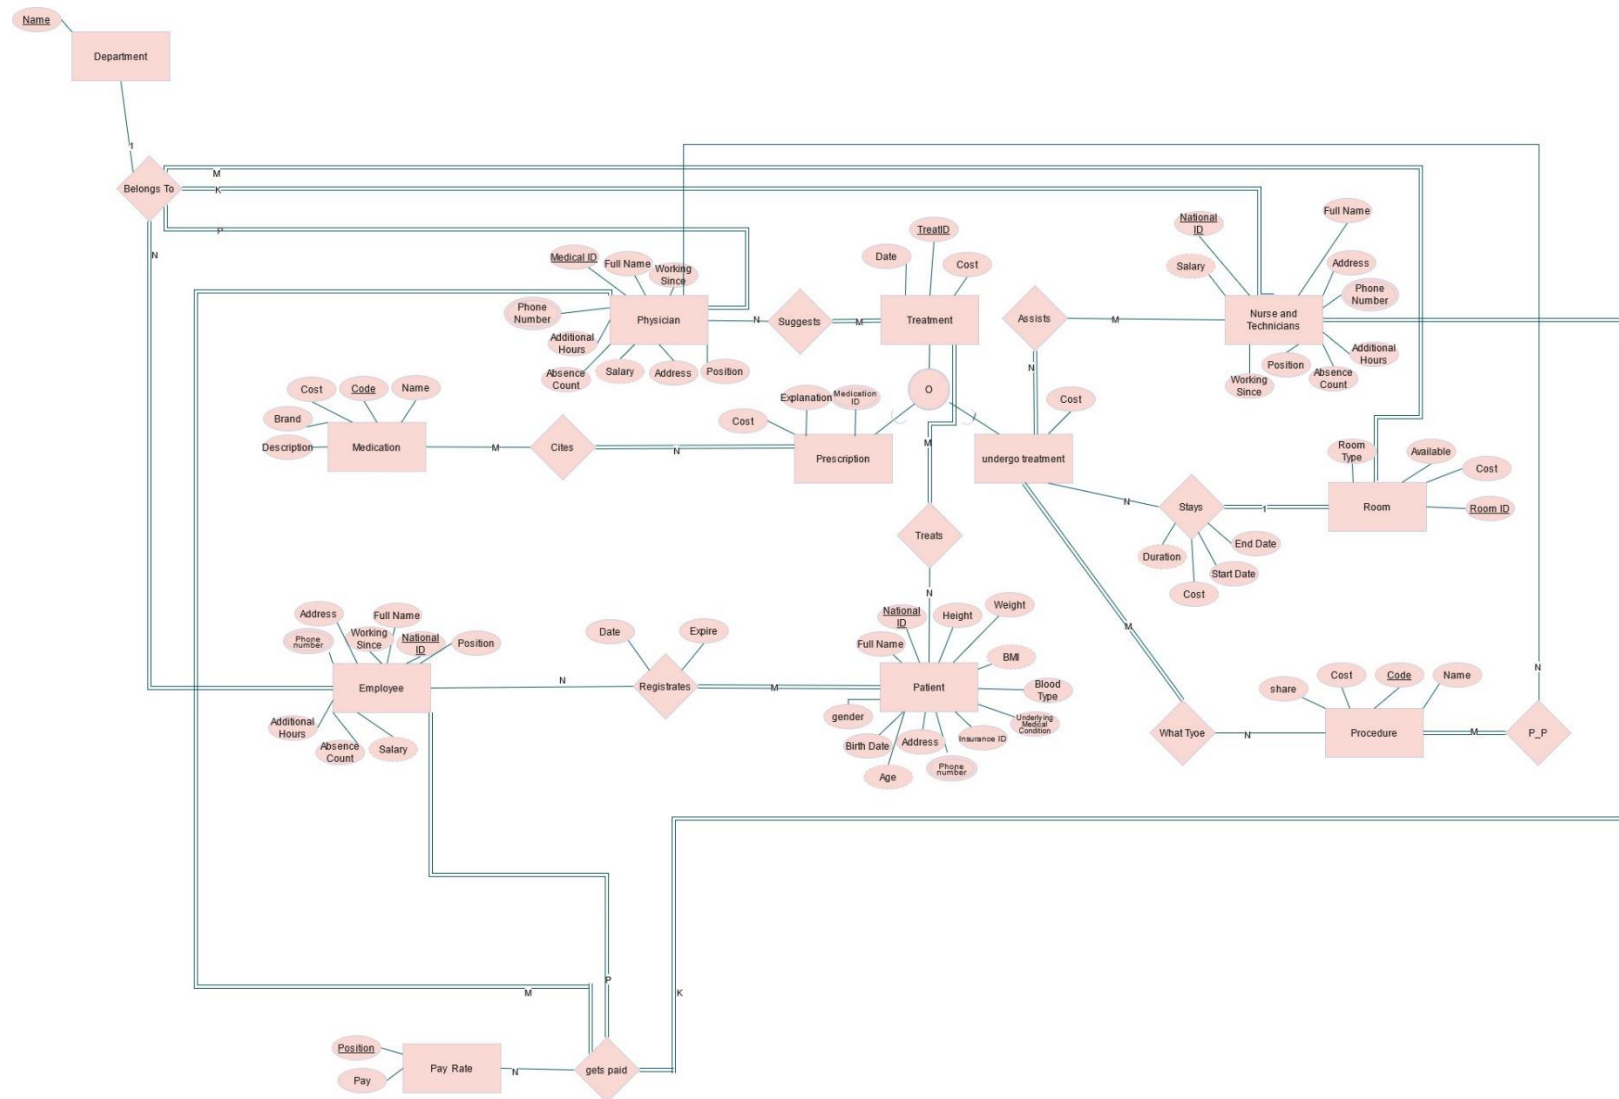 Name
Department
1
Belongs To
M
K
P
N
Medical ID
Full Name
Working
Since
Phone
Number
Physician
Additional
Hours
Absence
Count
Salary
Address
Position
N
Suggests
M
TreatID
Date
Cost
Treatment
O
Assists
M
N
National
ID
Full Name
Salary
Address
Phone
Number
Nurse and
Technicians
Additional
Hours
Position
Absence
Count
Working
Since
Cost
Code
Name
Brand
Description
Medication
M
Cites
N
Explanation
Medication
ID
Cost
Prescription
M
Cost
undergo treatment
Room
Type
Available
Cost
Room
Room ID
N
Stays
1
Duration
End Date
Start Date
Cost
Treats
N
Address
Full Name
Phone
number
Working
Since
National
ID
Position
Employee
Additional
Hours
Absence
Count
Salary
N
Date
Expire
Registrates
M
National
ID
Height
Weight
Full Name
BMI
Patient
Blood
Type
gender
Underlying
Medical
Condition
Birth Date
Address
Insurance ID
Phone
number
Age
M
What Tyoe
N
share
Cost
Code
Name
Procedure
M
P_P
N
M
P
K
Position
Pay
Pay Rate
N
gets paid